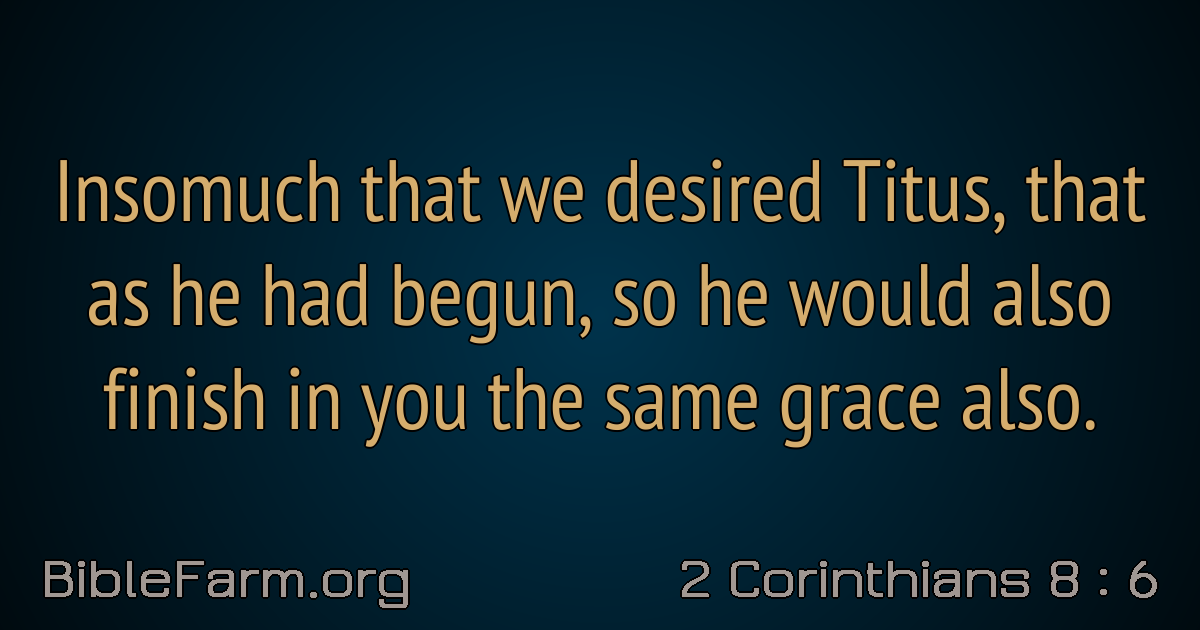 Insomuch that we desired Titus, that
as he had begun, so he would also
finish in you the same grace also.
BibleFarm.org
2 Corinthians 8 : 6